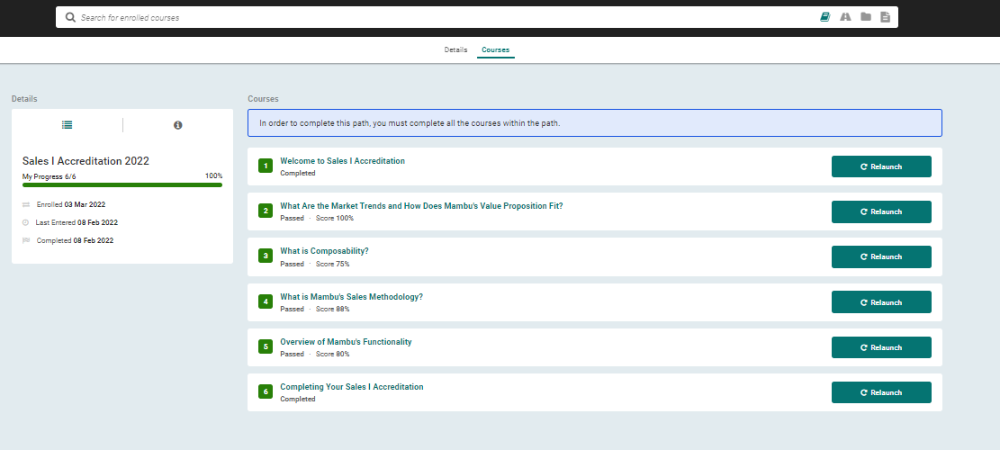 Search for enrolled courses
Details Courses
Details
Sales I Accreditation 2022
My Progress 6/6 100%
Enrolled 03 Mar 2022
Last Entered 08 Feb 2022
Completed 08 Feb 2022
Courses
In order to complete this path, you must complete all the courses within the path.
1 Welcome to Sales I Accreditation
Completed
Relaunch
2 What Are the Market Trends and How Does Mambu's Value Proposition Fit?
Passed · Score 100%
Relaunch
3 What is Composability?
Passed · Score 75%
Relaunch
4 What is Mambu's Sales Methodology?
Passed · Score 88%
Relaunch
5 Overview of Mambu's Functionality
Passed · Score 80%
Relaunch
6 Completing Your Sales I Accreditation
Completed
Relaunch